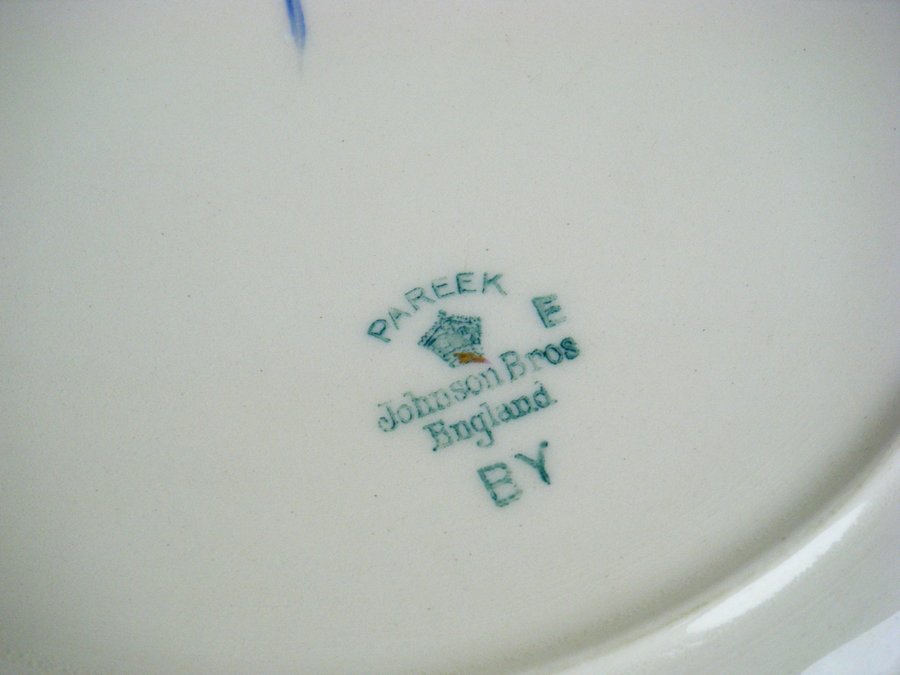 PAREEK
E
Johnson Bros
England
BY